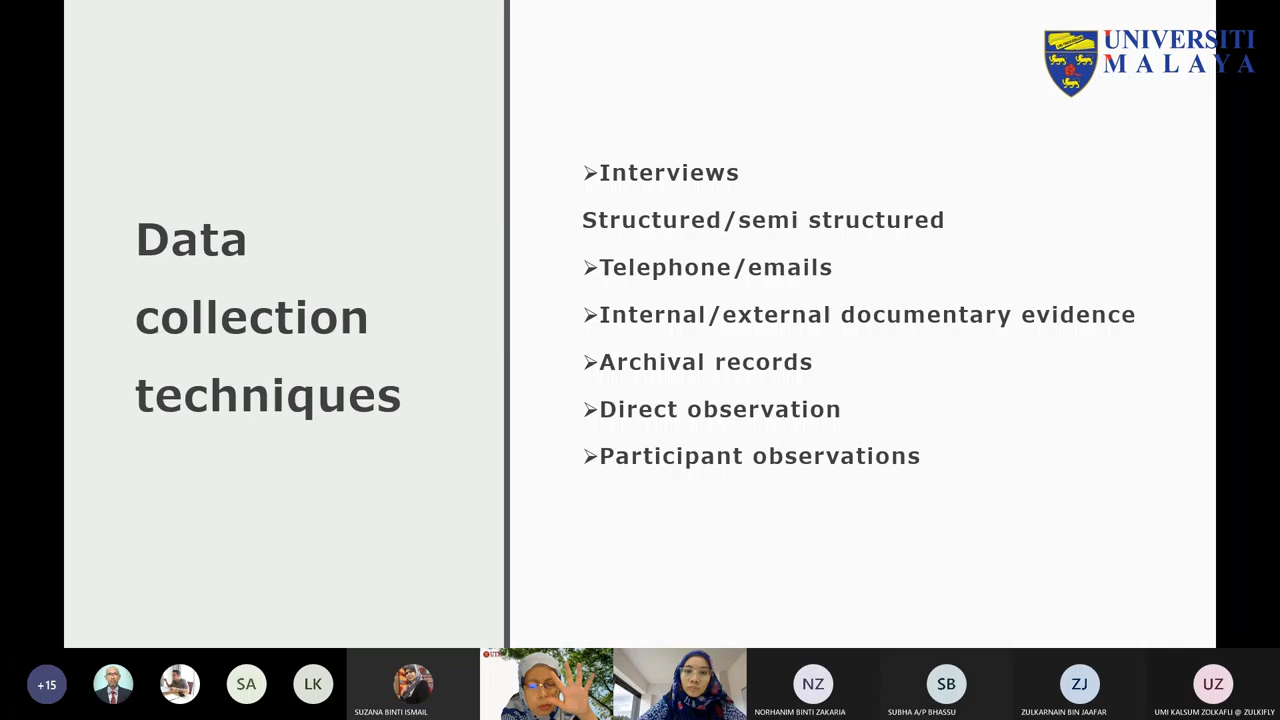 UNIVERSITI
MALAYA
Data
collection
techniques
➢Interviews
Structured/semi structured
➢Telephone/emails
➢Internal/external documentary evidence
➢Archival records
➢Direct observation
➢Participant observations
+15
SA
LK
SUZANA BINTI ISMAIL
NZ
NORHANIM BINTI ZAKARIA
SB
SUBHA A/P BHASSU
ZJ
ZULKARNAIN BIN JAAFAR
UZ
UMI KALSUM ZOLKAFLI @ ZULKIFLY